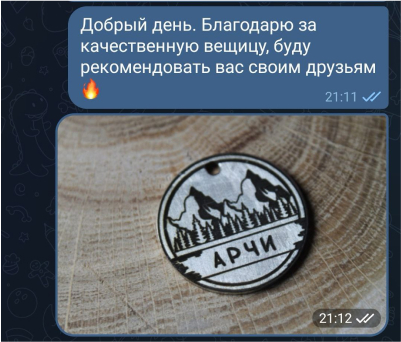 Добрый день. Благодарю за
качественную вещицу, буду
рекомендовать вас своим друзьям
🔥
21:11
АРЧИ
21:12